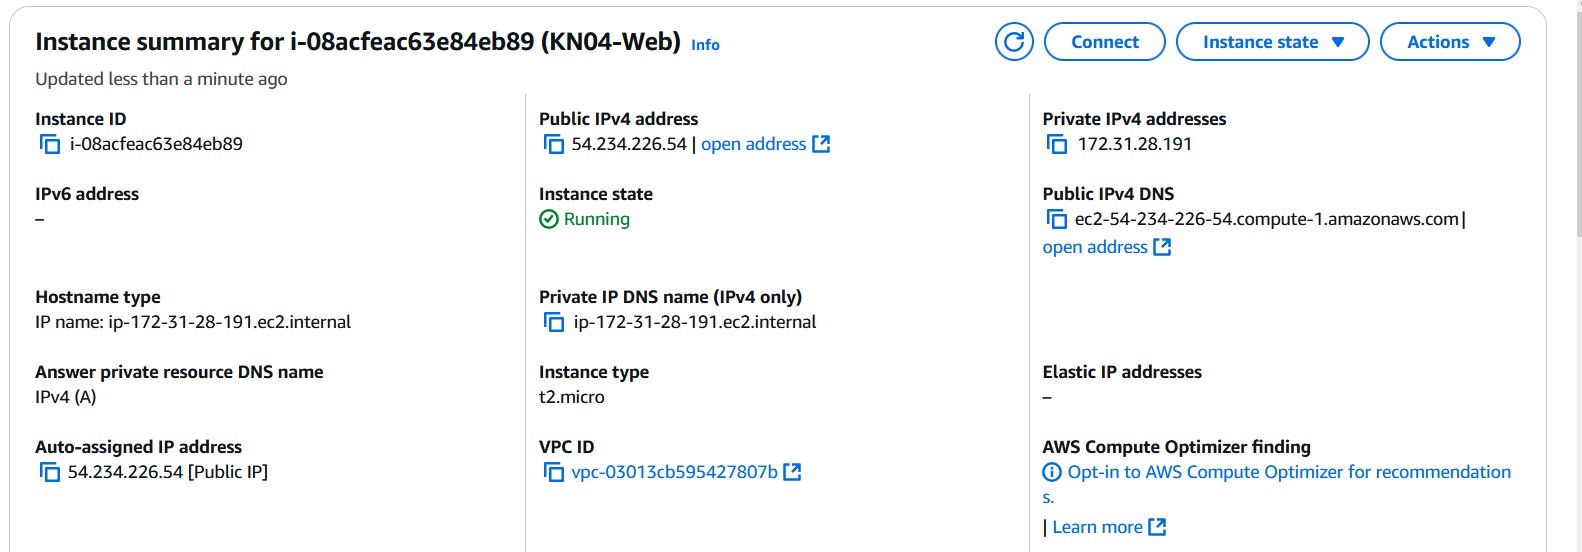 Instance summary for i-08acfeac63e84eb89 (KN04-Web) Info
Connect
Instance state
Actions
Updated less than a minute ago
Instance ID
i-08acfeac63e84eb89
Public IPv4 address
54.234.226.54 | open address
Private IPv4 addresses
172.31.28.191
IPv6 address
–
Instance state
Running
Public IPv4 DNS
ec2-54-234-226-54.compute-1.amazonaws.com |
open address
Hostname type
IP name: ip-172-31-28-191.ec2.internal
Private IP DNS name (IPv4 only)
ip-172-31-28-191.ec2.internal
Answer private resource DNS name
IPv4 (A)
Instance type
t2.micro
Elastic IP addresses
–
Auto-assigned IP address
54.234.226.54 [Public IP]
VPC ID
vpc-03013cb595427807b
AWS Compute Optimizer finding
Opt-in to AWS Compute Optimizer for recommendation
s.
| Learn more